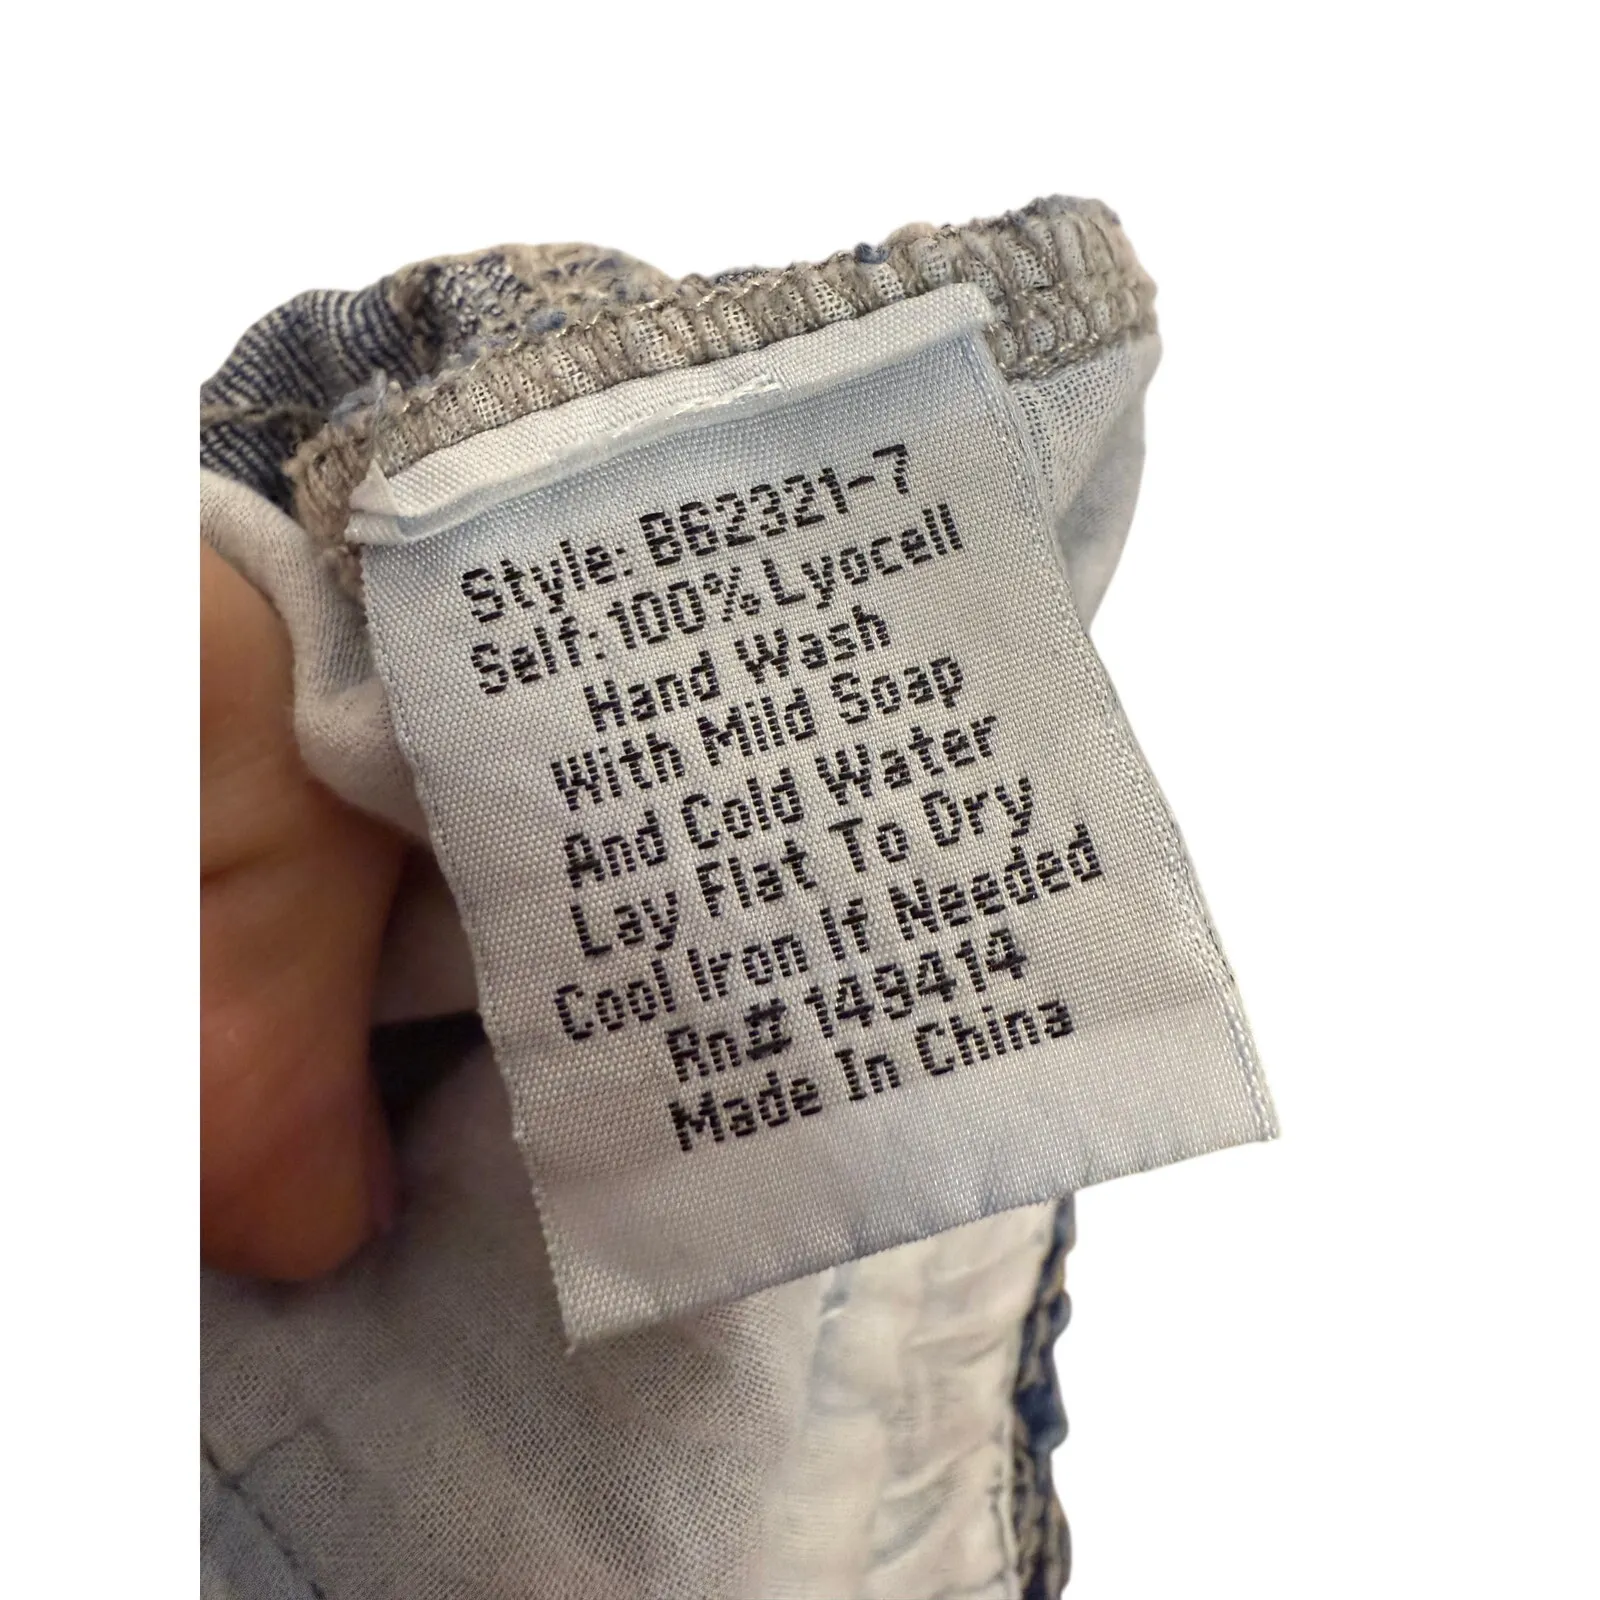 Style: B62321-7
Self: 100% Lyocell
Hand Wash
With Mild Soap
And Cold Water
Lay Flat To Dry
Cool Iron If Needed
Rn# 149414
Made In China